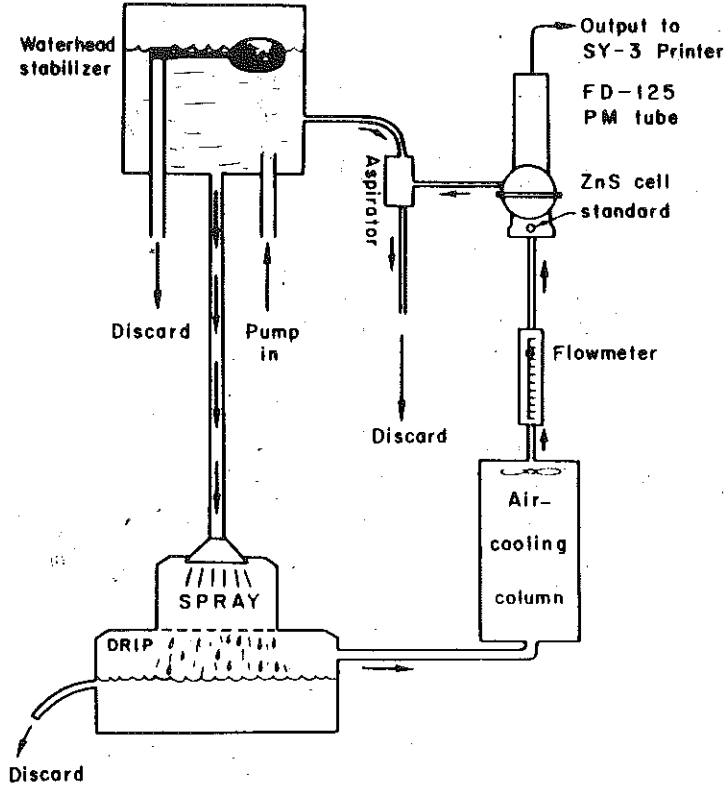 Waterhead
stabilizer
Output to
SY-3 Printer
FD-125
PM tube
Aspirator
ZnS cell
standard
Discard
Pump
in
Flowmeter
Discard
Air-
cooling
column
SPRAY
DRIP
Discard